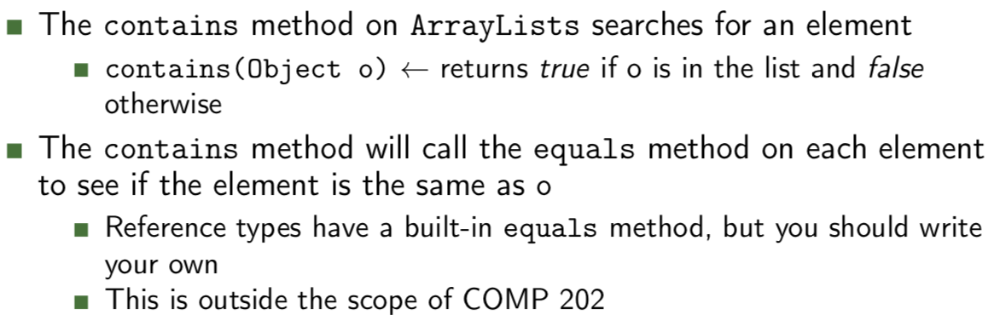 ■ The contains method on ArrayLists searches for an element
■ contains(Object o) ← returns true if o is in the list and false
otherwise
■ The contains method will call the equals method on each element
to see if the element is the same as o
■ Reference types have a built-in equals method, but you should write
your own
■ This is outside the scope of COMP 202